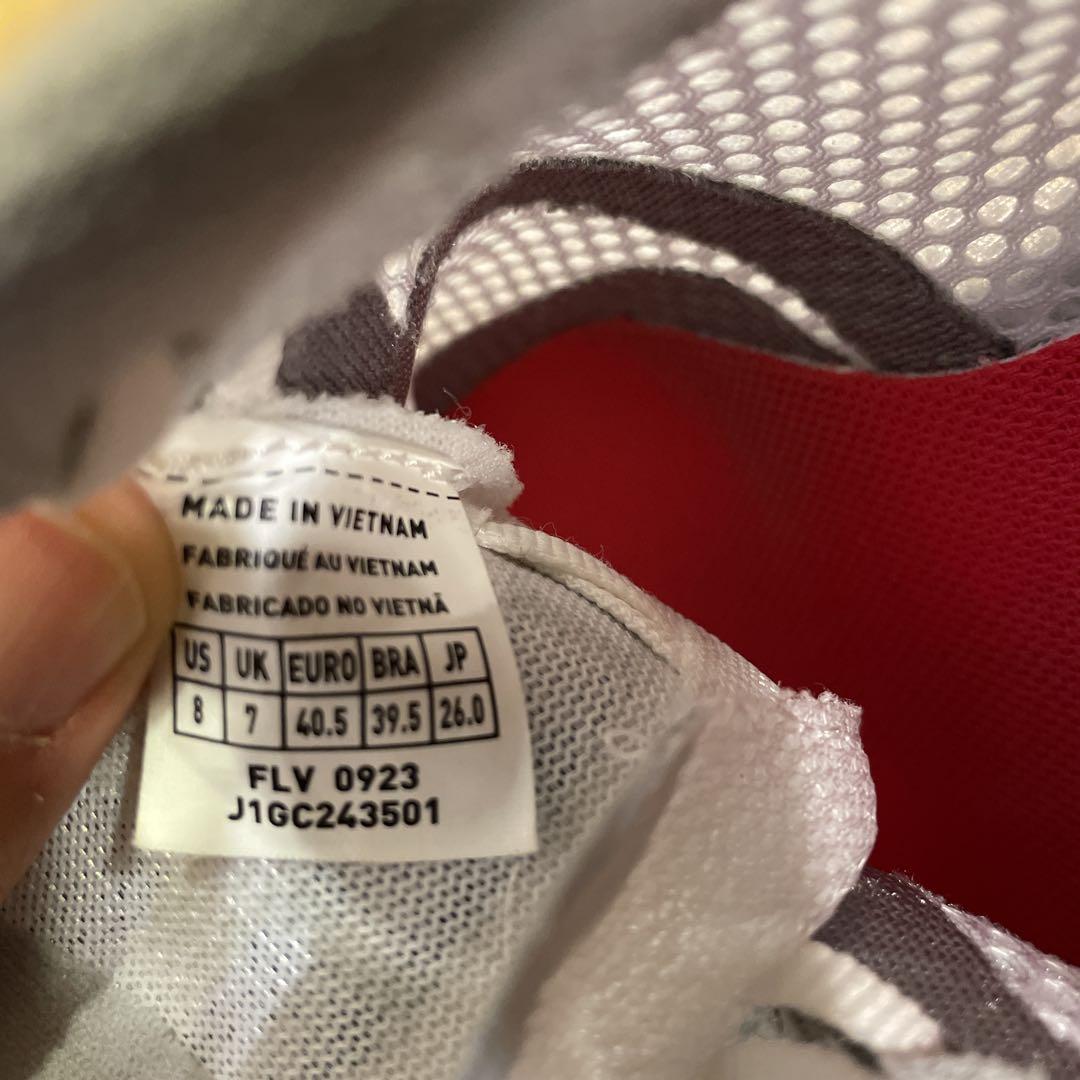 MADE IN VIETNAM
FABRIQUÉ AU VIETNAM
FABRICADO NO VIETNÃ
US UK EURO BRA JP
8 7 40.5 39.5 26.0
FLV 0923
J1GC243501